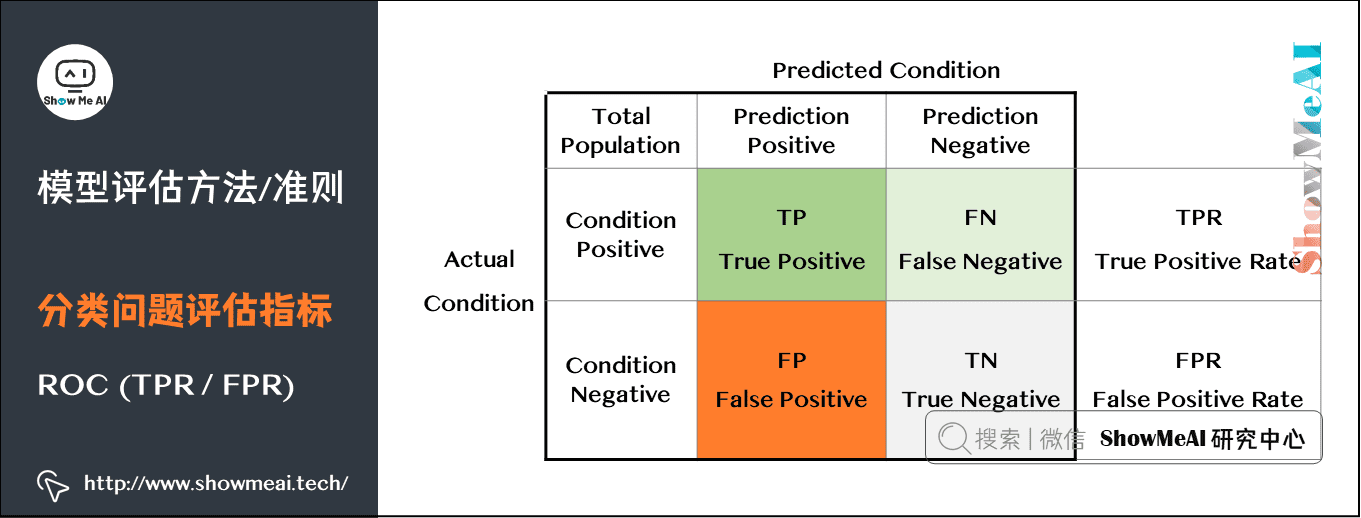 Show Me AI
模型评估方法/准则
分类问题评估指标
ROC (TPR / FPR)
http://www.showmeai.tech/
Predicted Condition
Total
Population
Prediction
Positive
Prediction
Negative
Actual
Condition
Condition
Positive
TP
True Positive
FN
False Negative
TPR
True Positive Rate
Condition
Negative
FP
False Positive
TN
True Negative
FPR
False Positive Rate
搜索 | 微信 ShowMeAI 研究中心
ShowMeAI